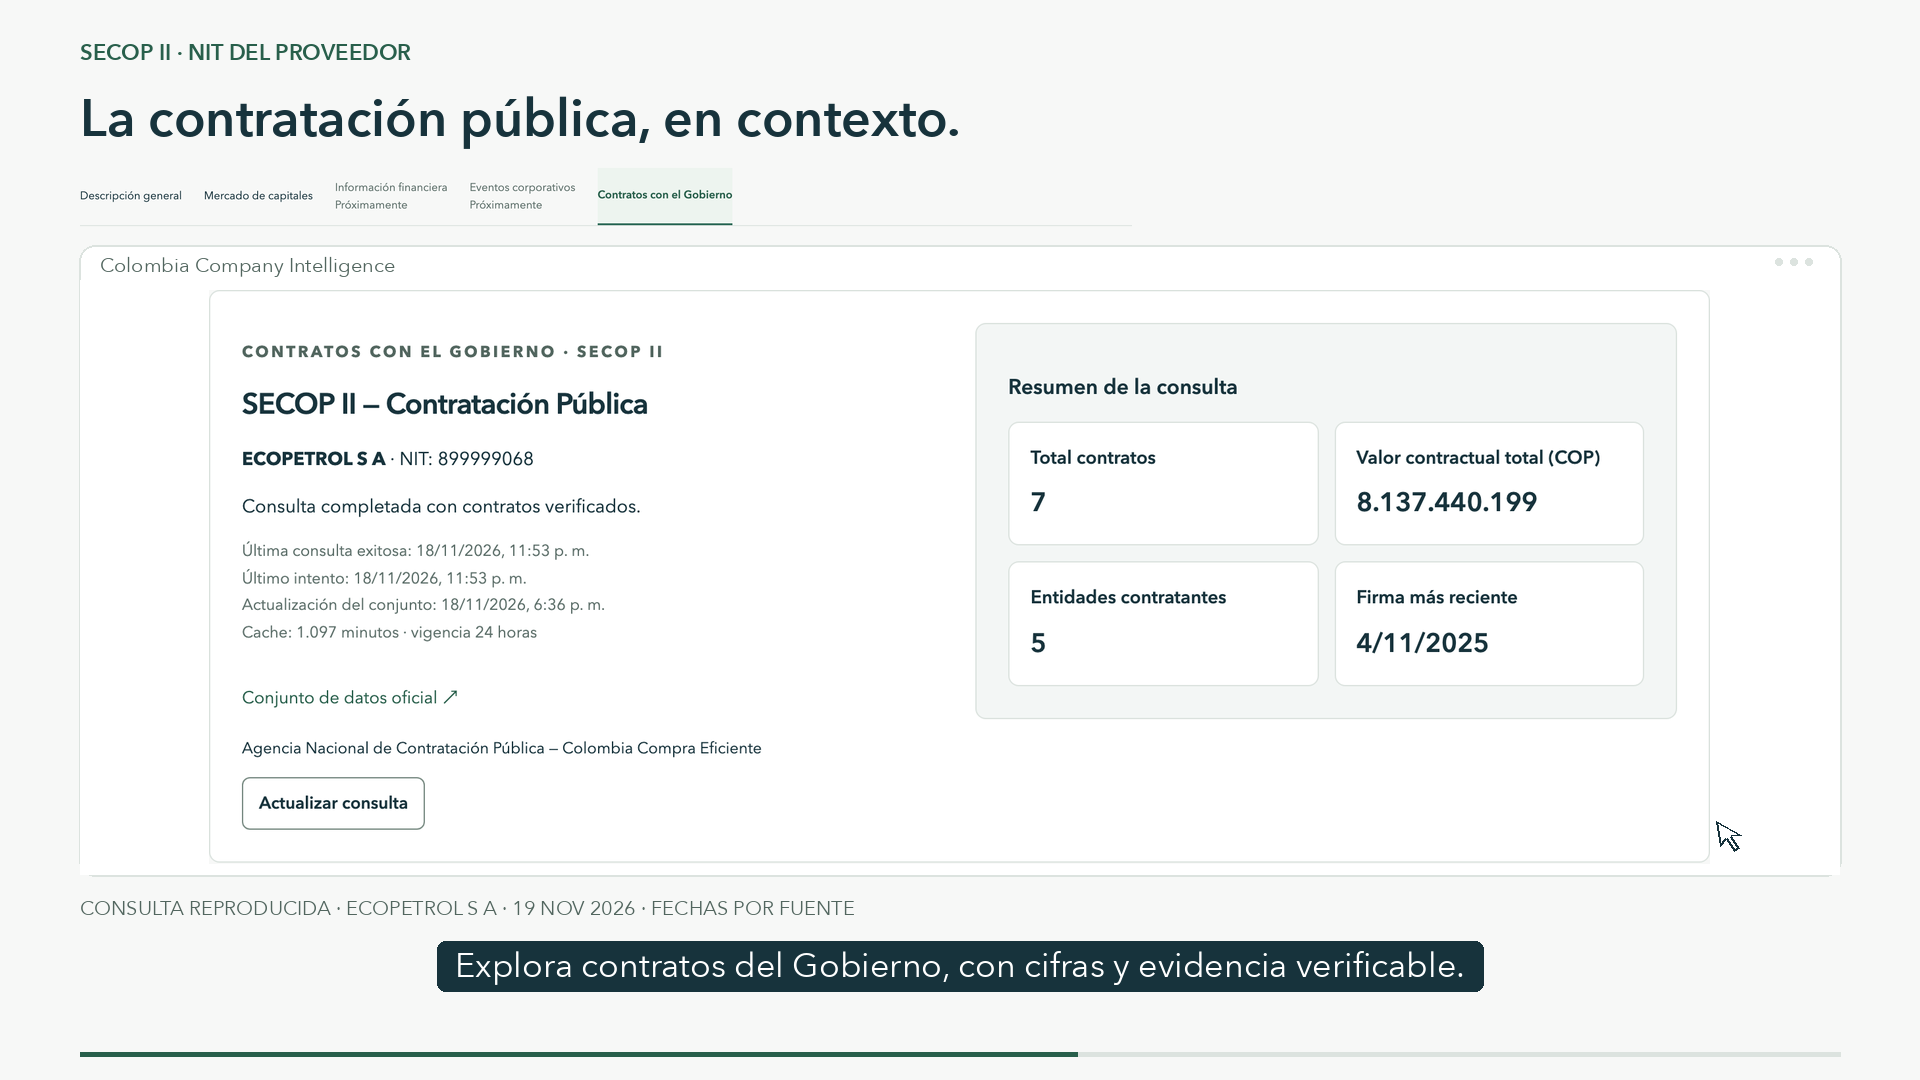 SECOP II · NIT DEL PROVEEDOR
La contratación pública, en contexto.
Descripción general
Mercado de capitales
Información financiera
Próximamente
Eventos corporativos
Próximamente
Contratos con el Gobierno
Colombia Company Intelligence
CONTRATOS CON EL GOBIERNO · SECOP II
SECOP II – Contratación Pública
ECOPETROL S A · NIT: 899999068
Consulta completada con contratos verificados.
Última consulta exitosa: 18/11/2026, 11:53 p. m.
Último intento: 18/11/2026, 11:53 p. m.
Actualización del conjunto: 18/11/2026, 6:36 p. m.
Cache: 1.097 minutos · vigencia 24 horas
Conjunto de datos oficial ↗
Agencia Nacional de Contratación Pública – Colombia Compra Eficiente
Actualizar consulta
Resumen de la consulta
Total contratos
7
Valor contractual total (COP)
8.137.440.199
Entidades contratantes
5
Firma más reciente
4/11/2025
CONSULTA REPRODUCIDA · ECOPETROL S A · 19 NOV 2026 · FECHAS POR FUENTE
Explora contratos del Gobierno, con cifras y evidencia verificable.